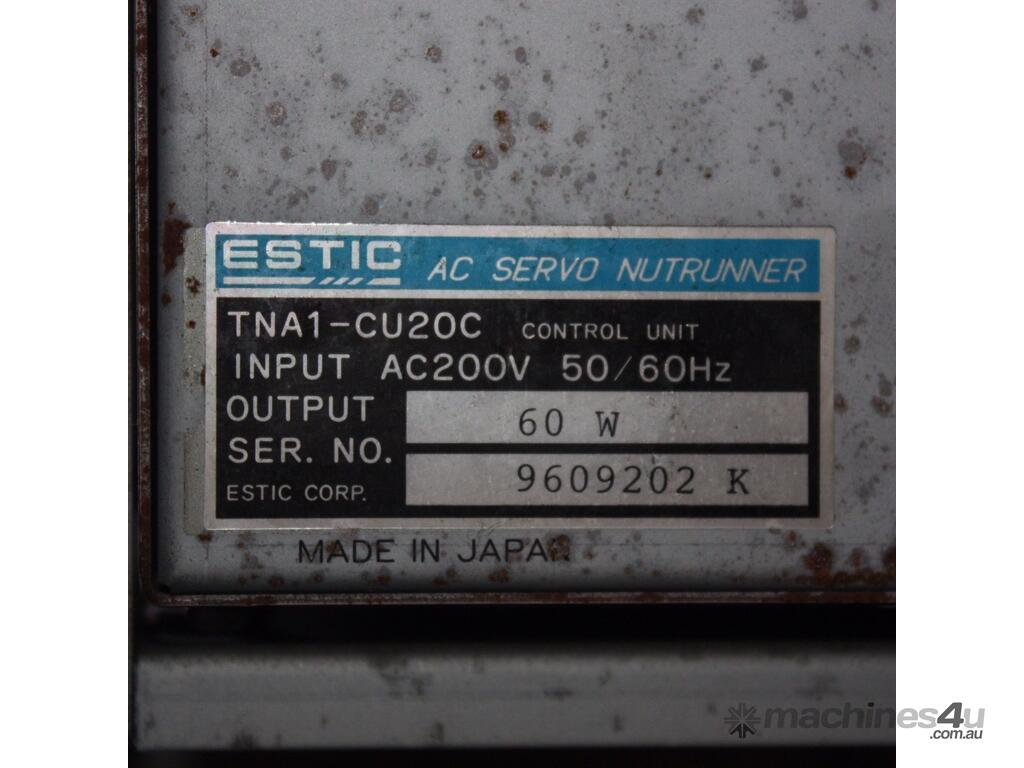 ESTIC AC SERVO NUTRUNNER
TNA1-CU20C CONTROL UNIT
INPUT AC200V 50/60Hz
OUTPUT 60 W
SER. NO. 9609202 K
ESTIC CORP.
MADE IN JAPAN
machines4u
.com.au